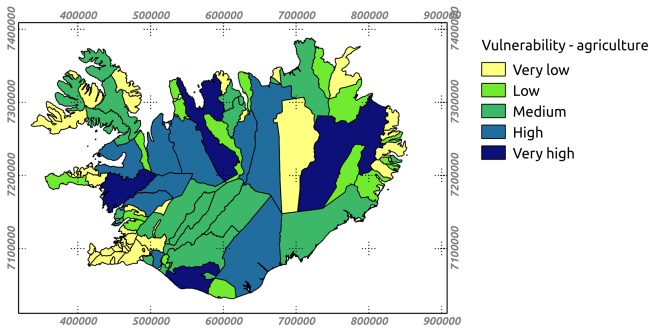 400000 500000 600000 700000 800000 900000
7400000 7400000
Vulnerability - agriculture
Very low
Low
7300000 7300000
Medium
High
Very high
7200000 7200000
7100000 7100000
400000 500000 600000 700000 800000 900000